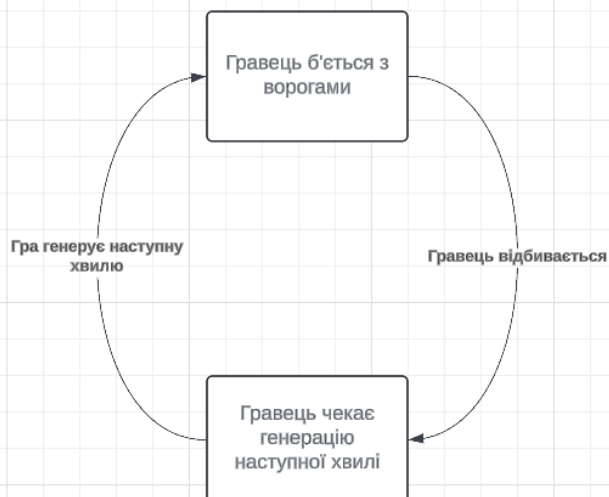 Гравець б'ється з
ворогами
Гра генерує наступну
хвилю
Гравець відбивається
Гравець чекає
генерацію
наступної хвилі